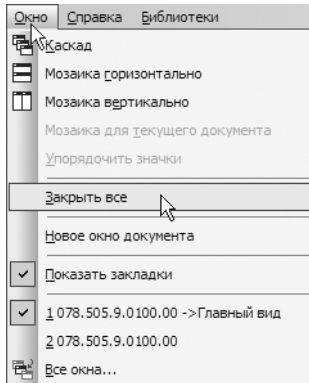 Окно Справка Библиотеки
Каскад
Мозаика горизонтально
Мозаика вертикально
Мозаика для текущего документа
Упорядочить значки
Закрыть все
Новое окно документа
Показать закладки
1 078.505.9.0100.00 ->Главный вид
2 078.505.9.0100.00
Все окна...